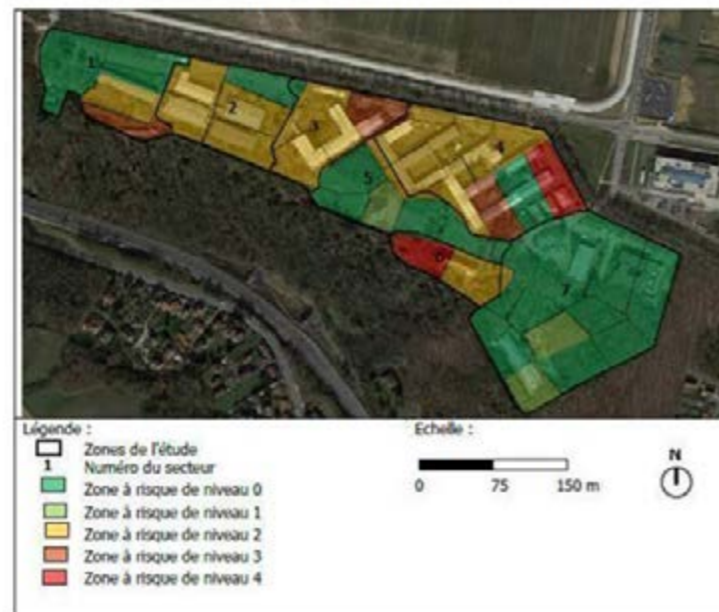 1
2
3
4
5
6
7
Légende :
Zones de l'étude
1 Numéro du secteur
Zone à risque de niveau 0
Zone à risque de niveau 1
Zone à risque de niveau 2
Zone à risque de niveau 3
Zone à risque de niveau 4
Echelle :
0 75 150 m
N